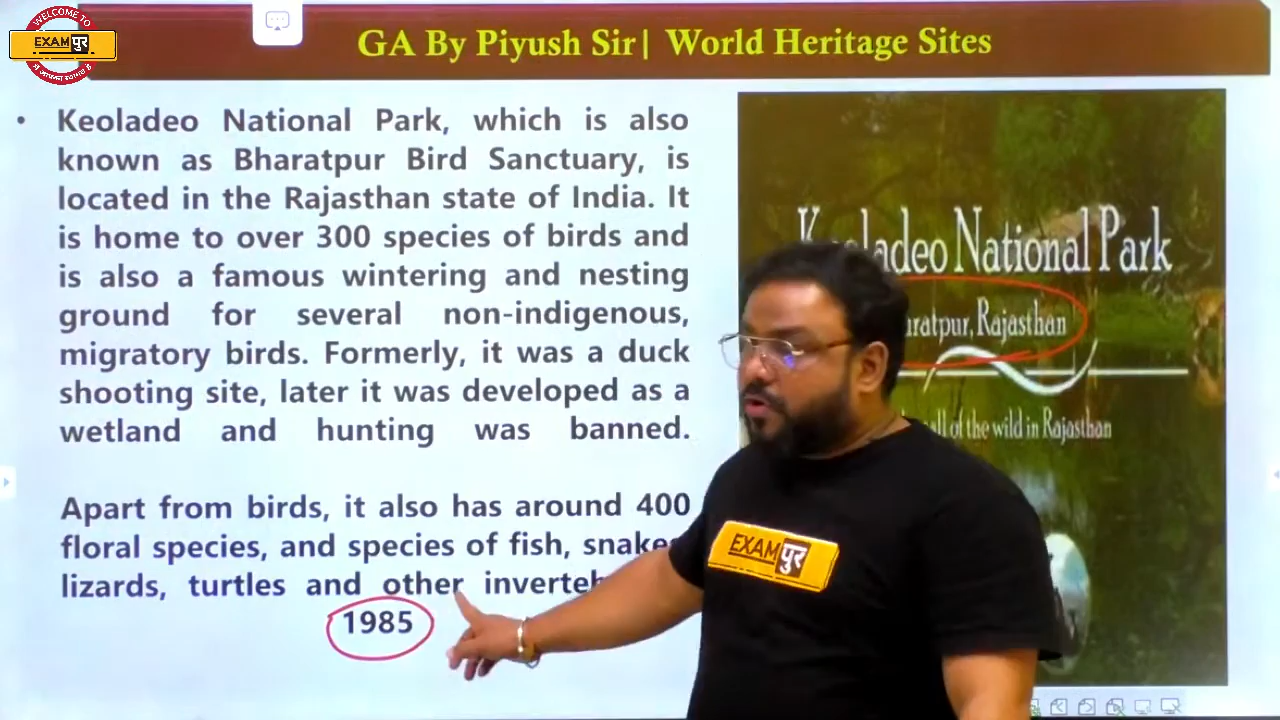 WELCOME TO
EXAMपुर
GA By Piyush Sir| World Heritage Sites
• Keoladeo National Park, which is also
known as Bharatpur Bird Sanctuary, is
located in the Rajasthan state of India. It
is home to over 300 species of birds and
is also a famous wintering and nesting
ground for several non-indigenous,
migratory birds. Formerly, it was a duck
shooting site, later it was developed as a
wetland and hunting was banned.
Apart from birds, it also has around 400
floral species, and species of fish, snakes
lizards, turtles and other
1985
Keoladeo National Park
Rajasthan
of the wild in Rajasthan
EXAMपुर